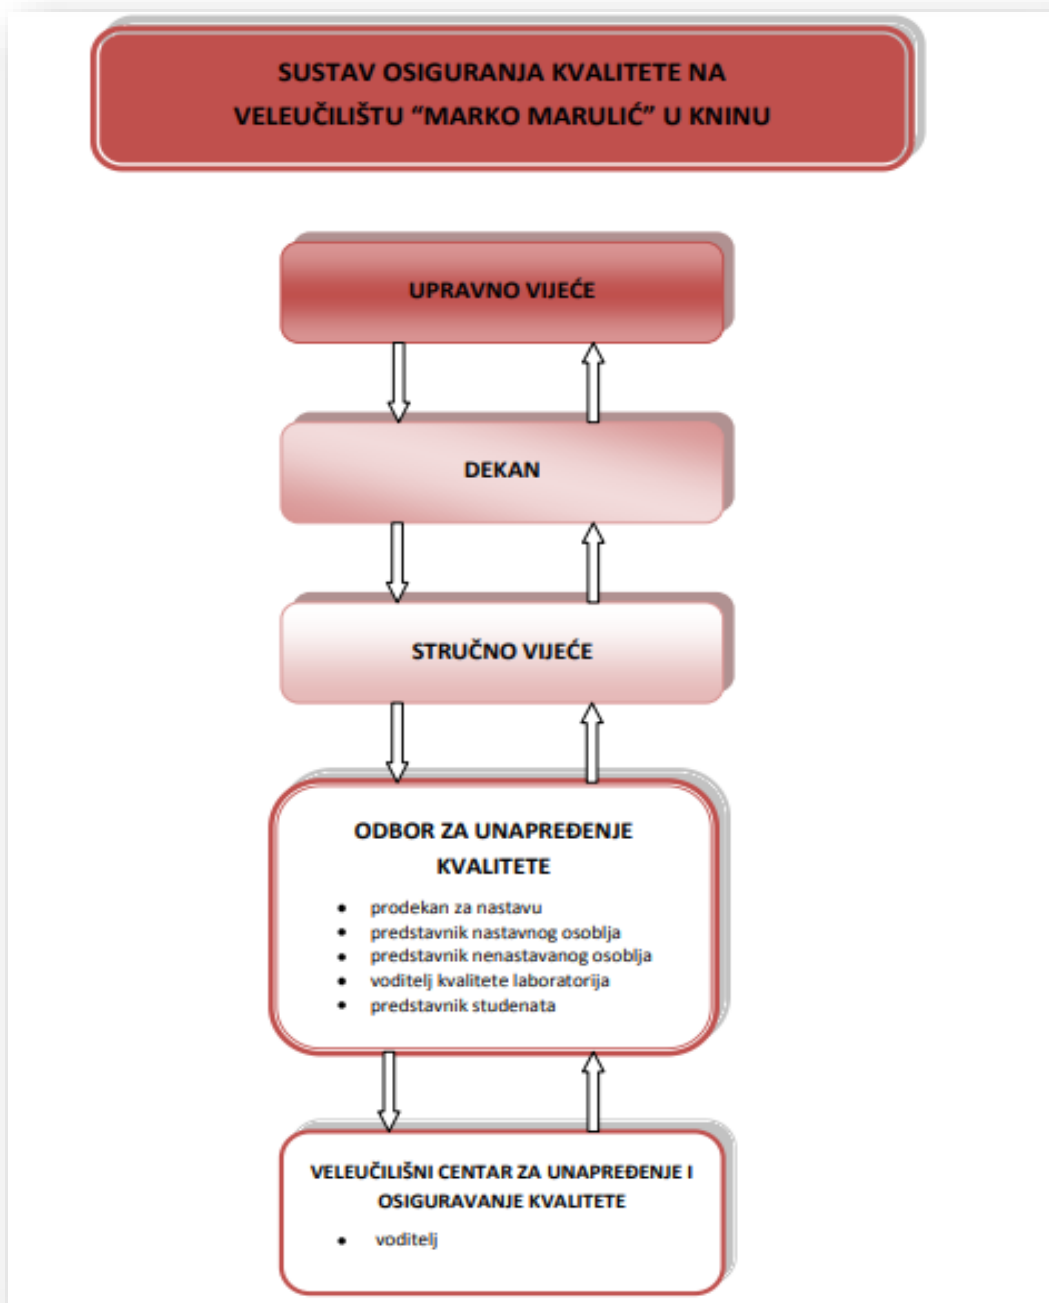 SUSTAV OSIGURANJA KVALITETE NA
VELEUČILIŠTU “MARKO MARULIĆ” U KNINU
UPRAVNO VIJEĆE
DEKAN
STRUČNO VIJEĆE
ODBOR ZA UNAPREĐENJE
KVALITETE
• prodekan za nastavu
• predstavnik nastavnog osoblja
• predstavnik nenastavanog osoblja
• voditelj kvalitete laboratorija
• predstavnik studenata
VELEUČILIŠNI CENTAR ZA UNAPREĐENJE I
OSIGURAVANJE KVALITETE
• voditelj